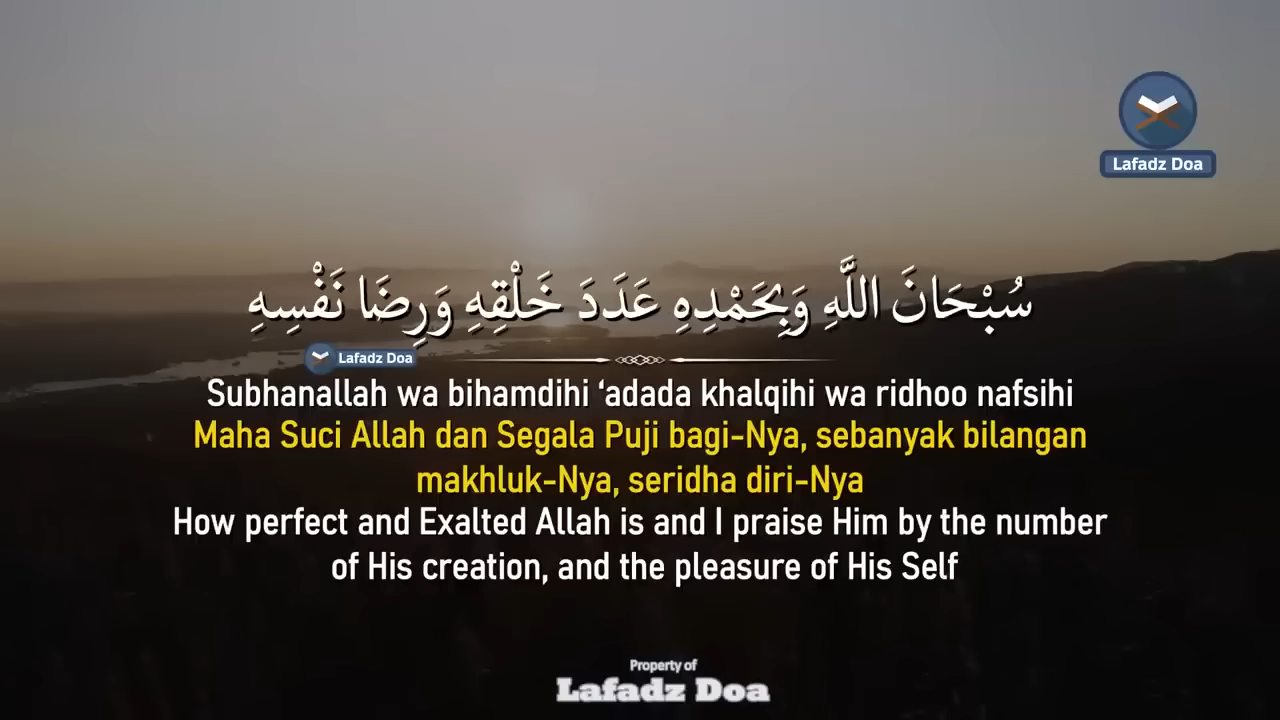 Lafadz Doa
سُبْحَانَ اللَّهِ وَبِحَمْدِهِ عَدَدَ خَلْقِهِ وَرِضَا نَفْسِهِ
Lafadz Doa
Subhanallah wa bihamdihi ‘adada khalqihi wa ridhoo nafsihi
Maha Suci Allah dan Segala Puji bagi-Nya, sebanyak bilangan
makhluk-Nya, seridha diri-Nya
How perfect and Exalted Allah is and I praise Him by the number
of His creation, and the pleasure of His Self
Property of
Lafadz Doa